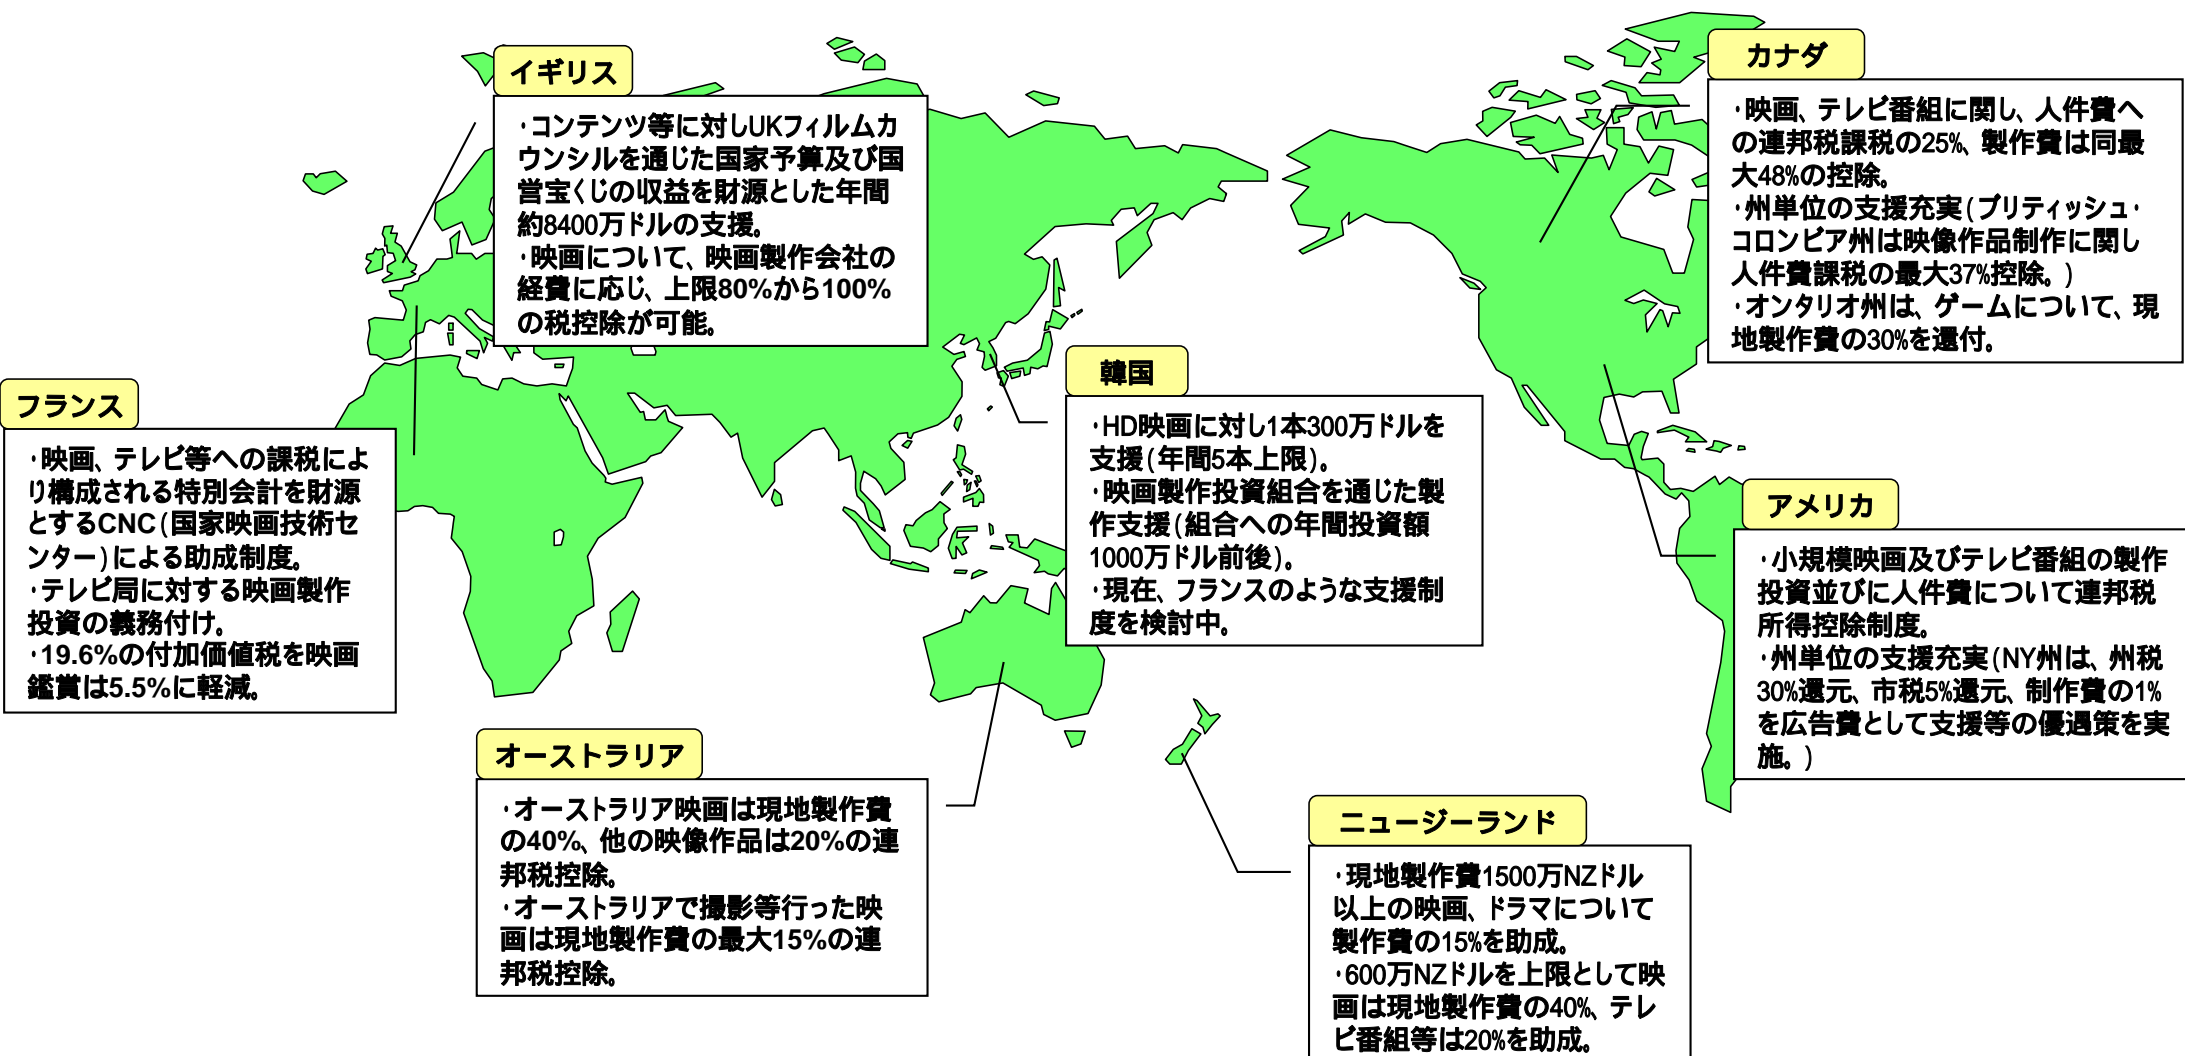 イギリス
・コンテンツ等に対しUKフィルムカ
ウンシルを通じた国家予算及び国
営宝くじの収益を財源とした年間
約8400万ドルの支援。
・映画について、映画製作会社の
経費に応じ、上限80%から100%
の税控除が可能。
カナダ
・映画、テレビ番組に関し、人件費へ
の連邦税課税の25%、製作費は同最
大48%の控除。
・州単位の支援充実(ブリティッシュ・
コロンビア州は映像作品制作に関し
人件費課税の最大37%控除。)
・オンタリオ州は、ゲームについて、現
地製作費の30%を還付。
フランス
・映画、テレビ等への課税によ
り構成される特別会計を財源
とするCNC(国家映画技術セ
ンター)による助成制度。
・テレビ局に対する映画製作
投資の義務付け。
・19.6%の付加価値税を映画
鑑賞は5.5%に軽減。
韓国
・HD映画に対し1本300万ドルを
支援(年間5本上限)。
・映画製作投資組合を通じた製
作支援(組合への年間投資額
1000万ドル前後)。
・現在、フランスのような支援制
度を検討中。
アメリカ
・小規模映画及びテレビ番組の製作
投資並びに人件費について連邦税
所得控除制度。
・州単位の支援充実(NY州は、州税
30%還元、市税5%還元、制作費の1%
を広告費として支援等の優遇策を実
施。)
オーストラリア
・オーストラリア映画は現地製作費
の40%、他の映像作品は20%の連
邦税控除。
・オーストラリアで撮影等行った映
画は現地製作費の最大15%の連
邦税控除。
ニュージーランド
・現地製作費1500万NZドル
以上の映画、ドラマについて
製作費の15%を助成。
・600万NZドルを上限として映
画は現地製作費の40%、テレ
ビ番組等は20%を助成。